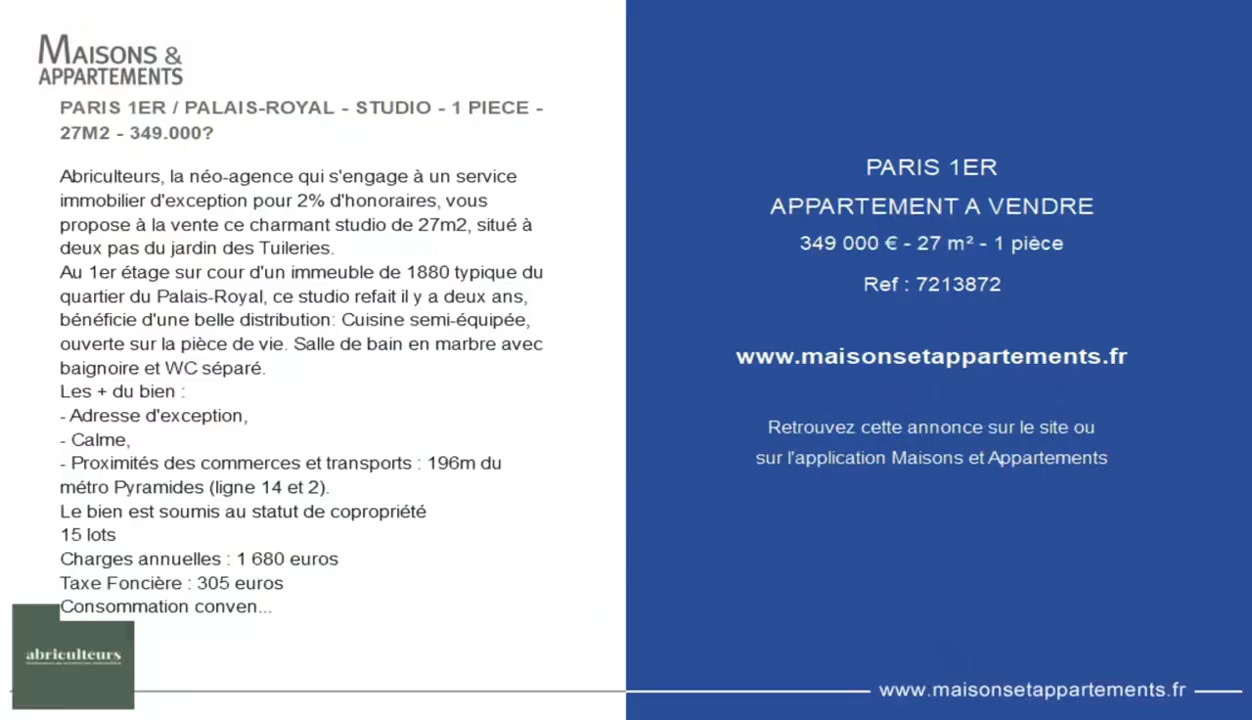 MAISONS &
APPARTEMENTS
PARIS 1ER / PALAIS-ROYAL - STUDIO - 1 PIECE -
27M2 - 349.000?
Abriculteurs, la néo-agence qui s'engage à un service
immobilier d'exception pour 2% d'honoraires, vous
propose à la vente ce charmant studio de 27m2, situé à
deux pas du jardin des Tuileries.
Au 1er étage sur cour d'un immeuble de 1880 typique du
quartier du Palais-Royal, ce studio refait il y a deux ans,
bénéficie d'une belle distribution: Cuisine semi-équipée,
ouverte sur la pièce de vie. Salle de bain en marbre avec
baignoire et WC séparé.
Les + du bien :
- Adresse d'exception,
- Calme,
- Proximités des commerces et transports : 196m du
métro Pyramides (ligne 14 et 2).
Le bien est soumis au statut de copropriété
15 lots
Charges annuelles : 1 680 euros
Taxe Foncière : 305 euros
Consommation conven...
abriculteurs
PARIS 1ER
APPARTEMENT A VENDRE
349 000 € - 27 m² - 1 pièce
Ref : 7213872
www.maisonsetappartements.fr
Retrouvez cette annonce sur le site ou
sur l'application Maisons et Appartements
www.maisonsetappartements.fr